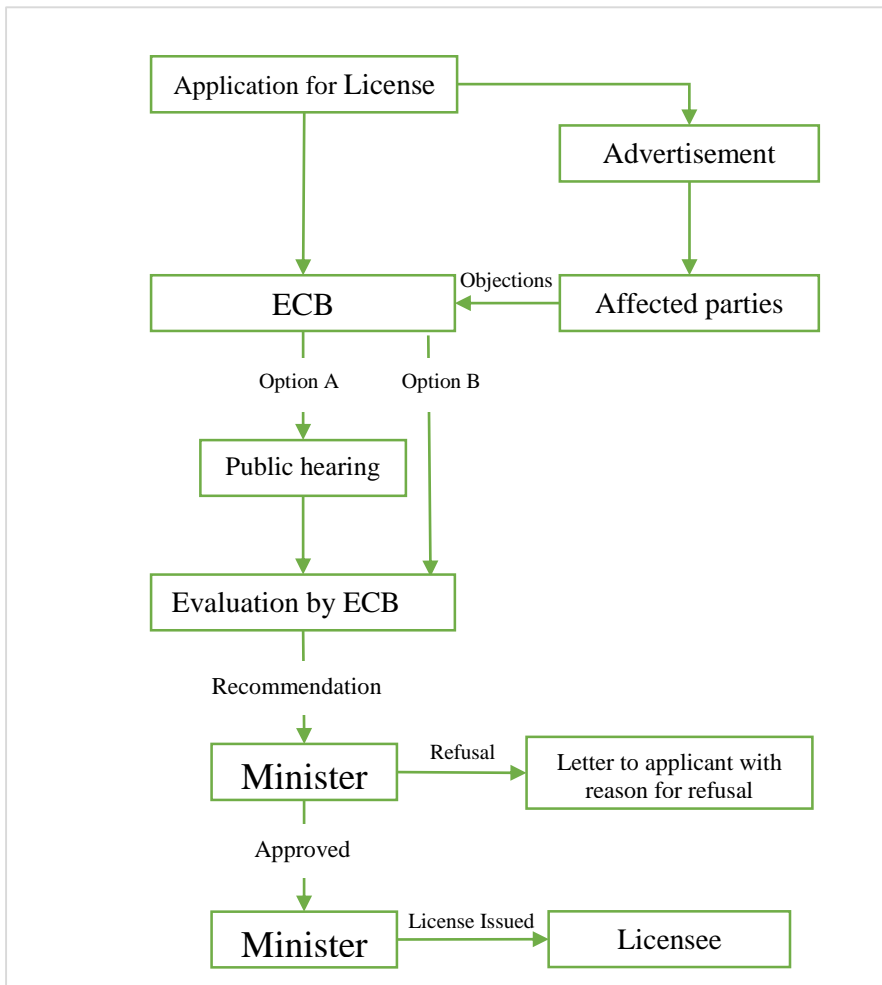 Application for License
Advertisement
Objections
ECB
Affected parties
Option A
Option B
Public hearing
Evaluation by ECB
Recommendation
Minister
Refusal
Letter to applicant with
reason for refusal
Approved
Minister
License Issued
Licensee